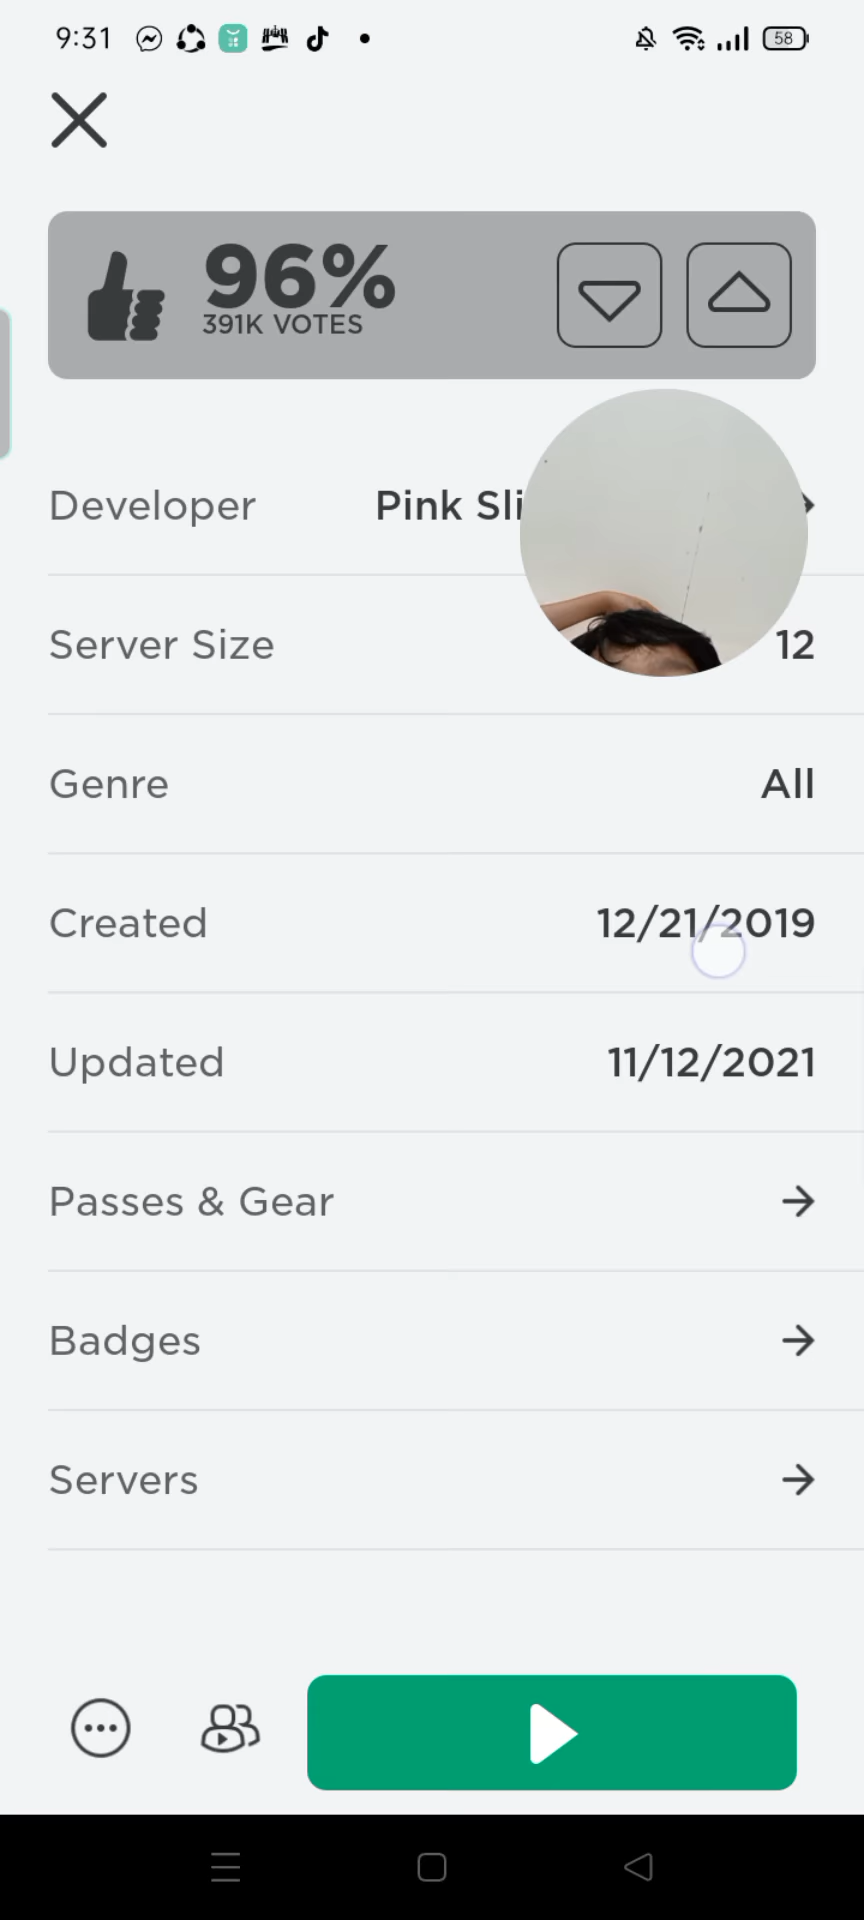 9:31
58
96%
391K VOTES
Developer Pink
Server Size 12
Genre All
Created 12/21/2019
Updated 11/12/2021
Passes & Gear
Badges
Servers